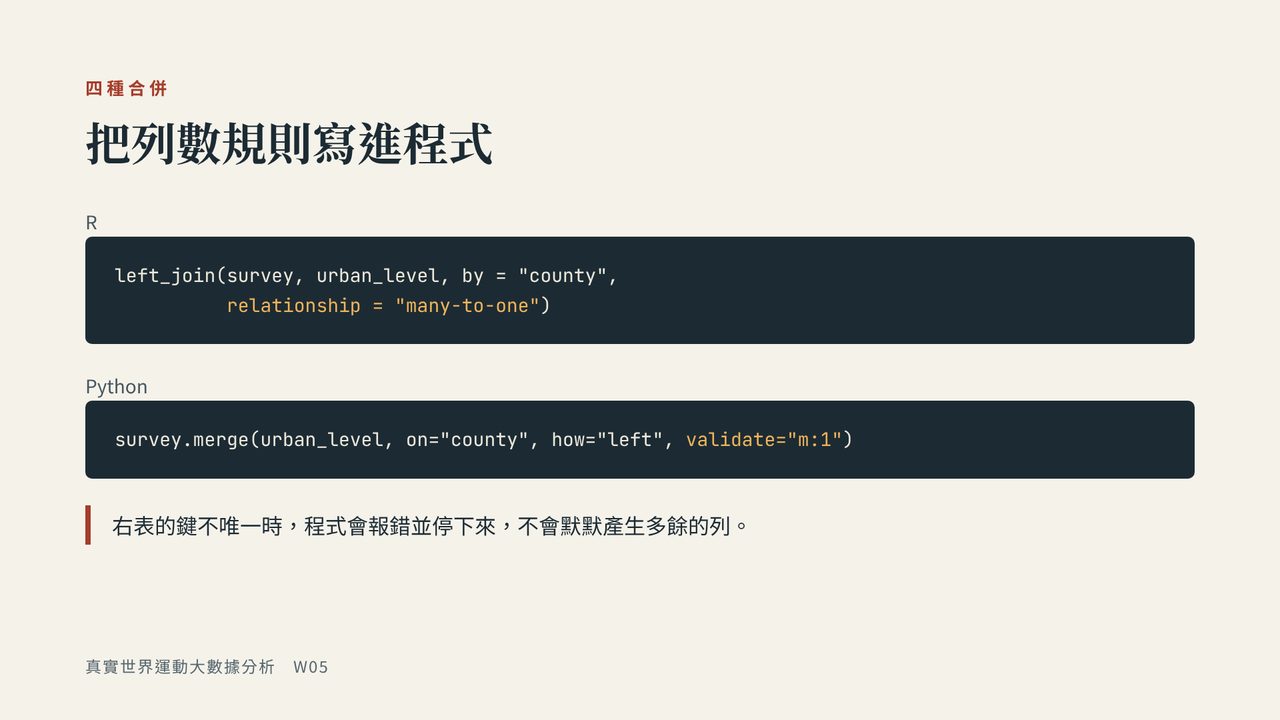 四種合併
把列數規則寫進程式
R
left_join(survey, urban_level, by = "county",
          relationship = "many-to-one")
Python
survey.merge(urban_level, on="county", how="left", validate="m:1")
右表的鍵不唯一時，程式會報錯並停下來，不會默默產生多餘的列。
真實世界運動大數據分析　W05